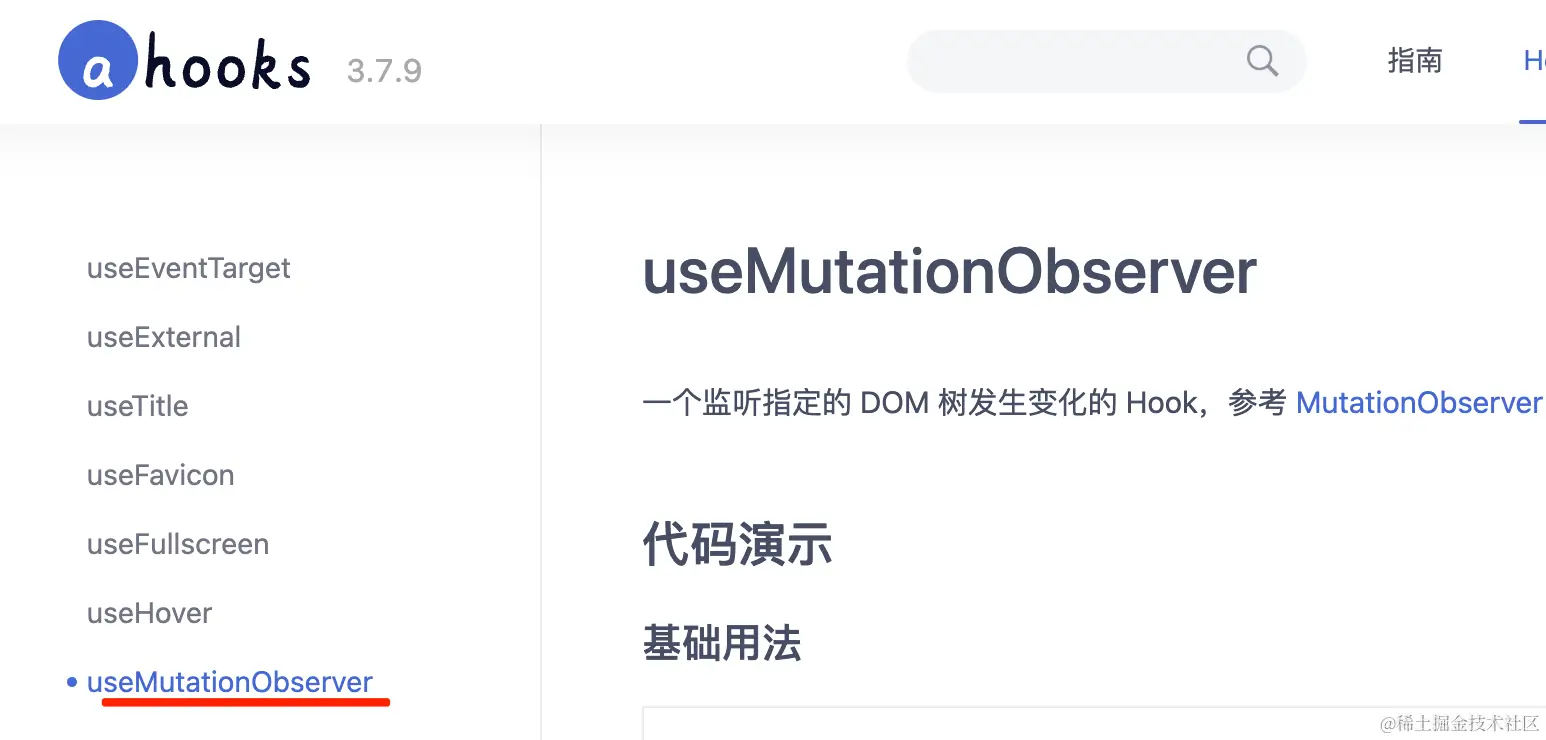 ahooks 3.7.9
指南
useEventTarget
useExternal
useTitle
useFavicon
useFullscreen
useHover
useMutationObserver
useMutationObserver
一个监听指定的 DOM 树发生变化的 Hook，参考 MutationObserver
代码演示
基础用法
@稀土掘金技术社区